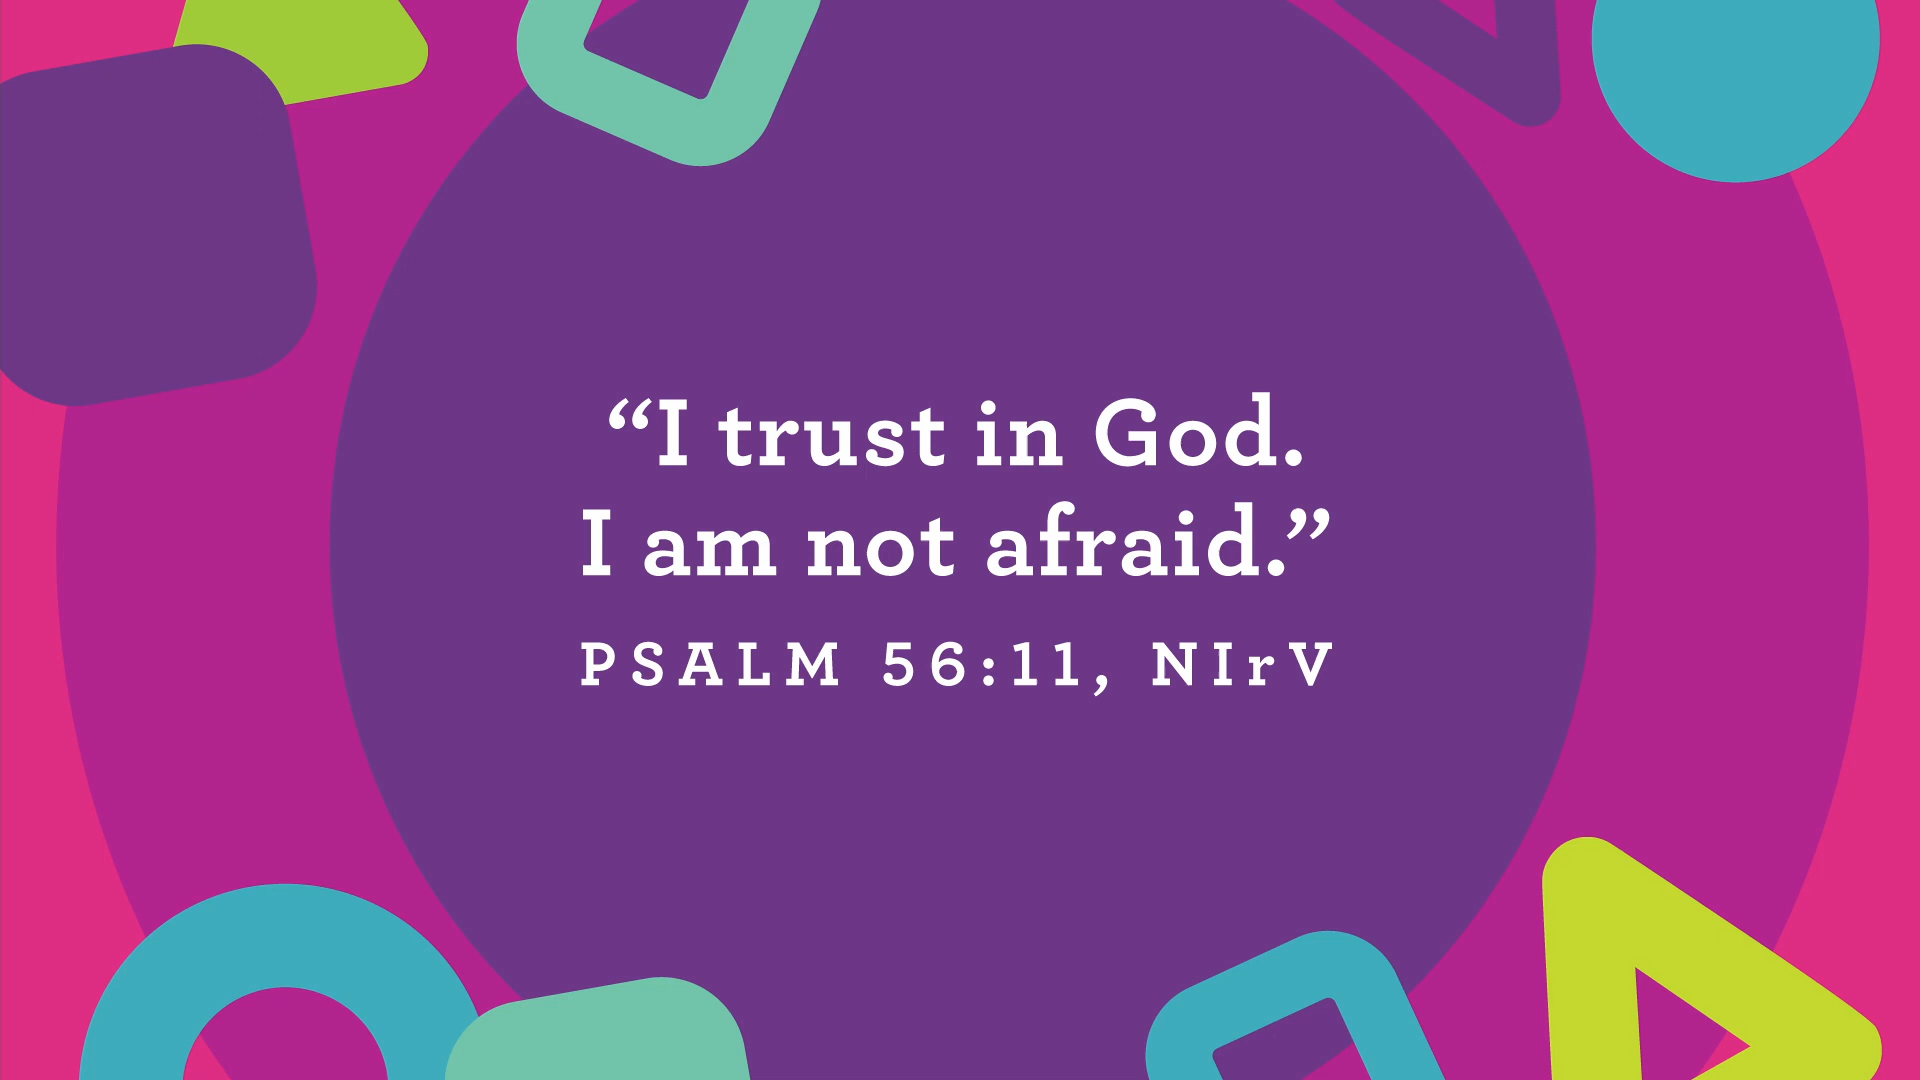 “I trust in God.
I am not afraid.”
PSALM 56:11, NIrV